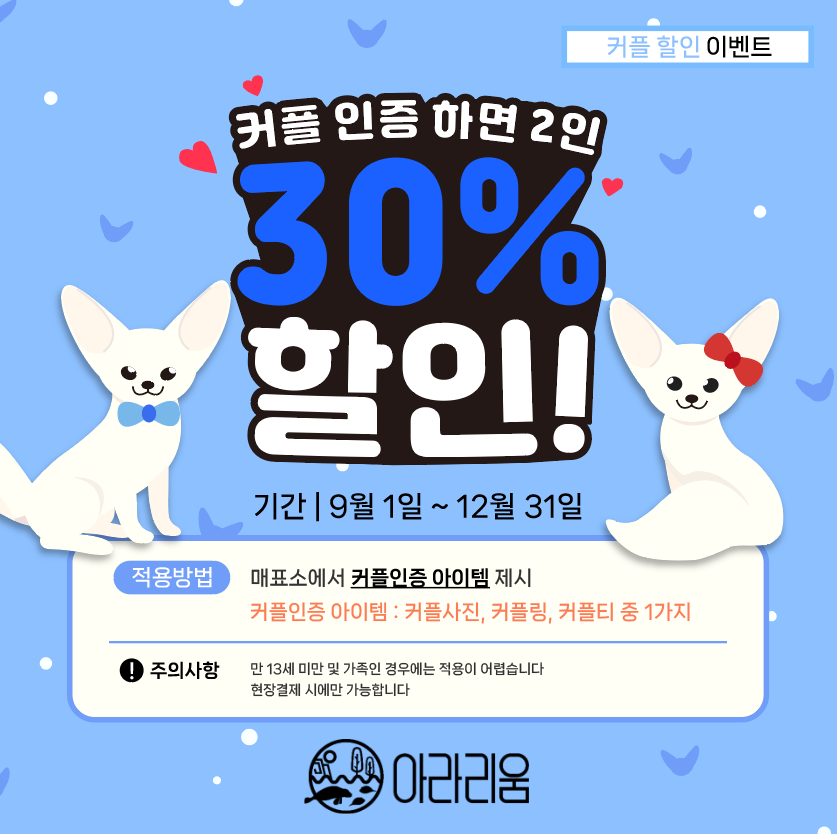 커플 할인 이벤트
커플 인증 하면 2인
30%
할인!
기간 | 9월 1일 ~ 12월 31일
적용방법 매표소에서 커플인증 아이템 제시
커플인증 아이템 : 커플사진, 커플링, 커플티 중 1가지
! 주의사항 만 13세 미만 및 가족인 경우에는 적용이 어렵습니다
현장결제 시에만 가능합니다
아라리움